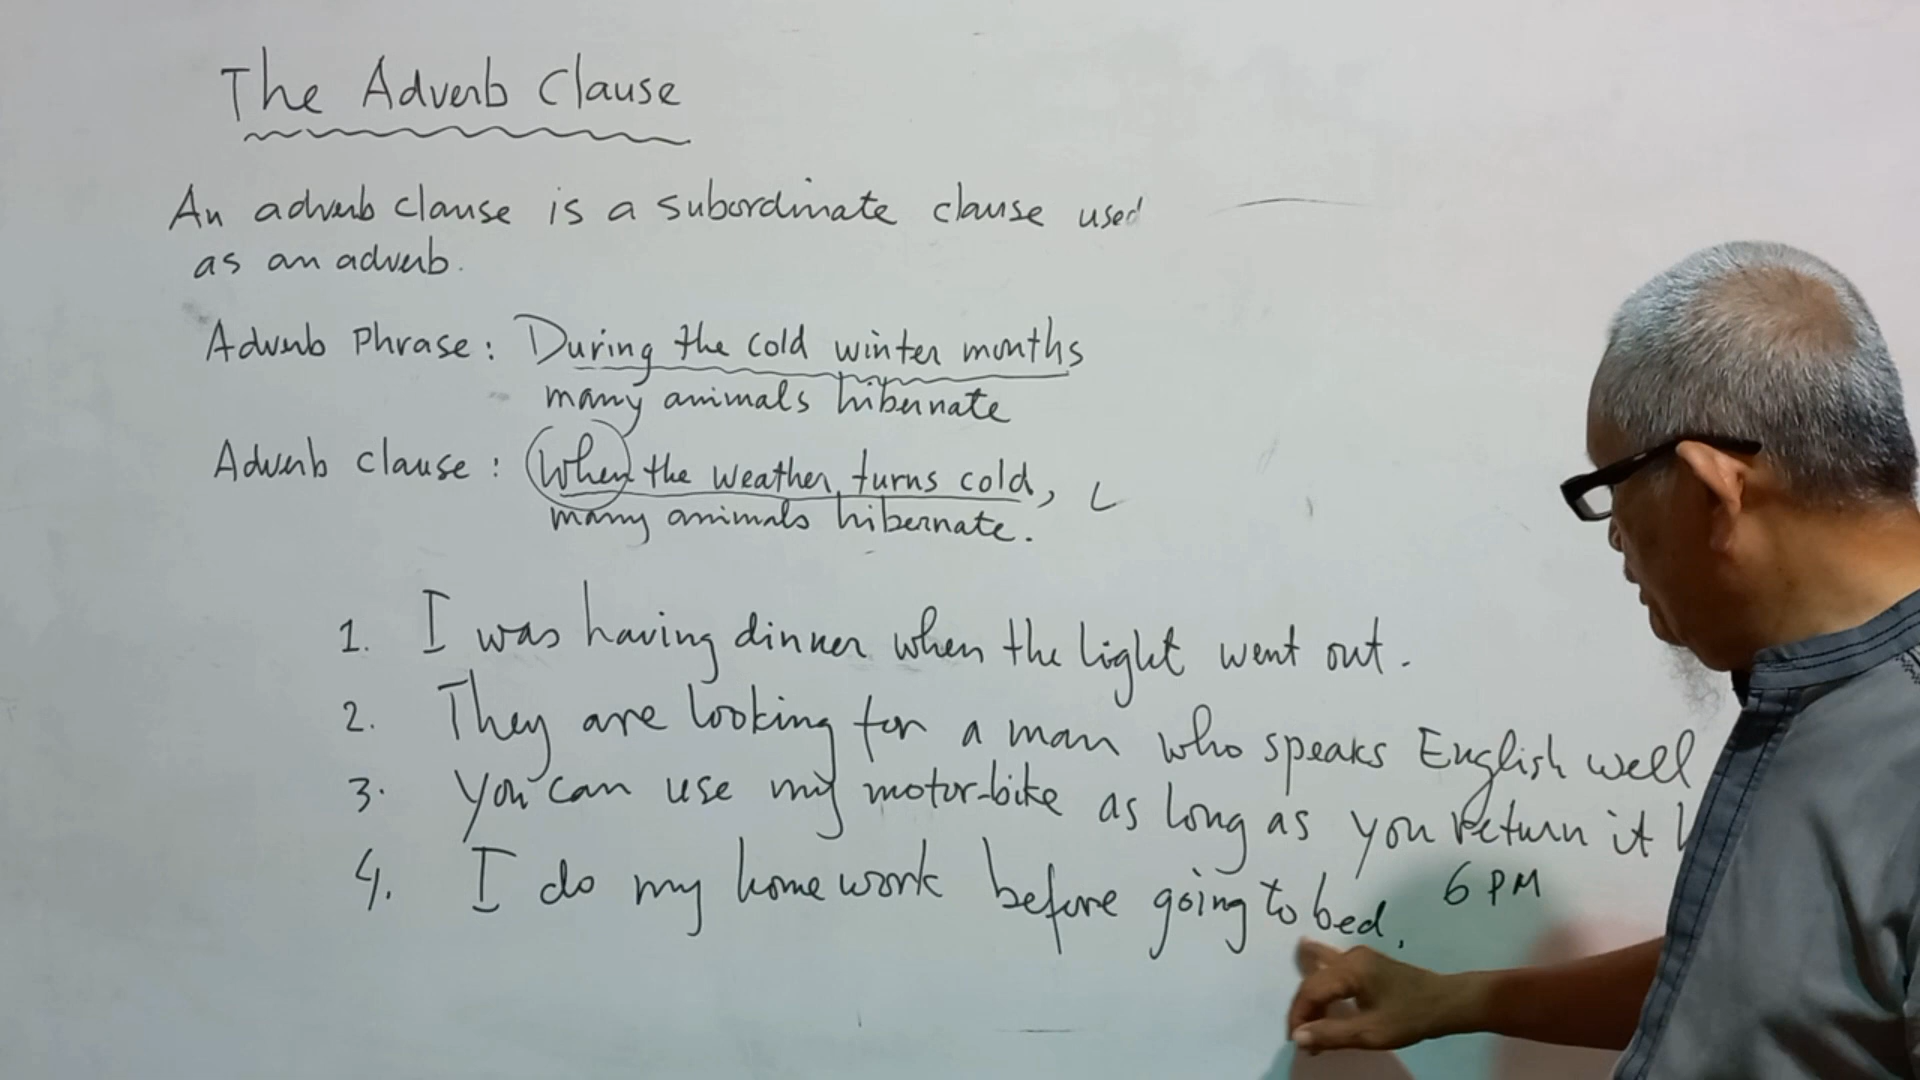 The Adverb Clause
An adverb clause is a subordinate clause used
as an adverb.
Adverb Phrase: During the cold winter months
many animals hibernate
Adverb clause: When the weather turns cold,
many animals hibernate.
1. I was having dinner when the light went out.
2. They are looking for a man who speaks English well
3. You can use my motor-bike as long as you return it
6 PM
4. I do my homework before going to bed.